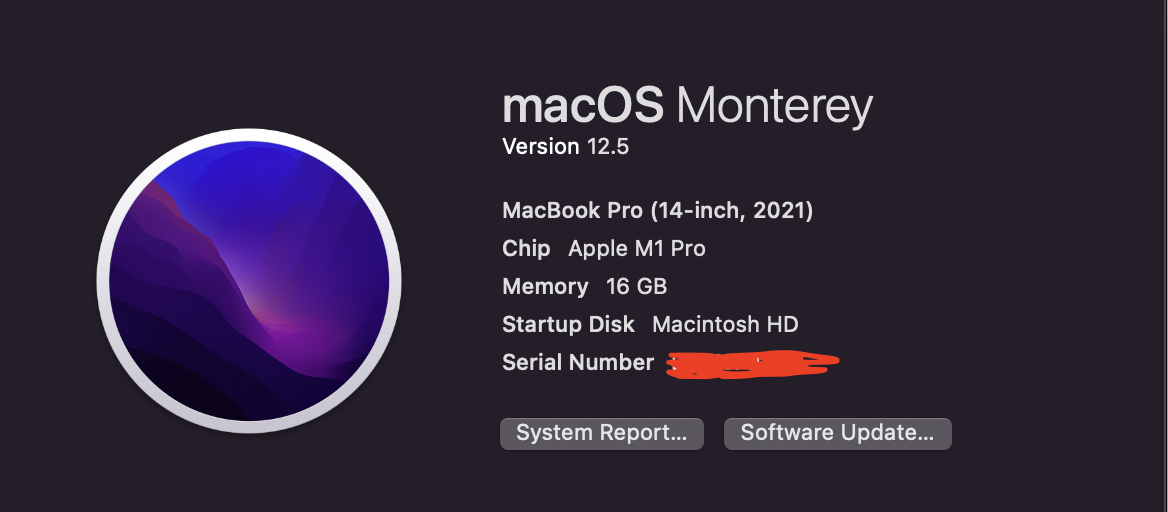 macOS Monterey
Version 12.5
MacBook Pro (14-inch, 2021)
Chip Apple M1 Pro
Memory 16 GB
Startup Disk Macintosh HD
Serial Number
System Report...
Software Update...